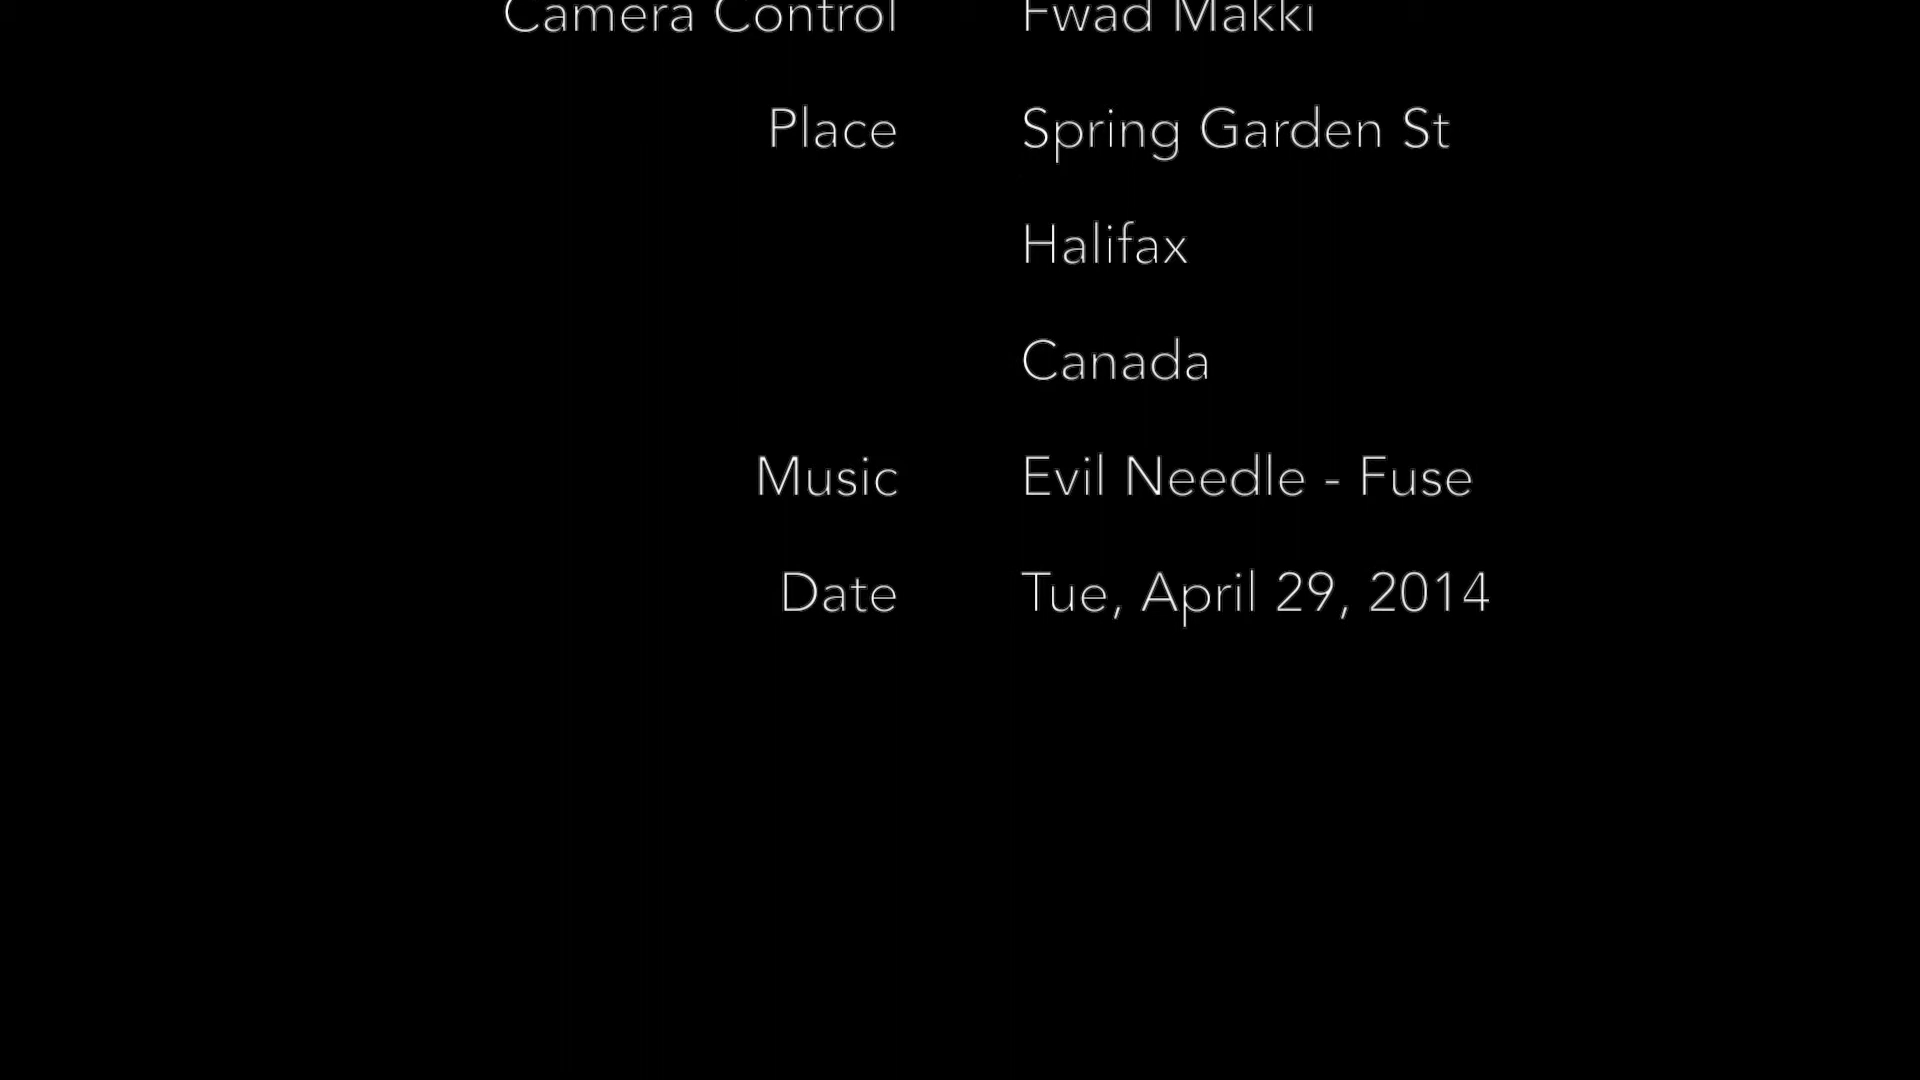 Camera Control Fwad Makki
Place Spring Garden St
Halifax
Canada
Music Evil Needle - Fuse
Date Tue, April 29, 2014